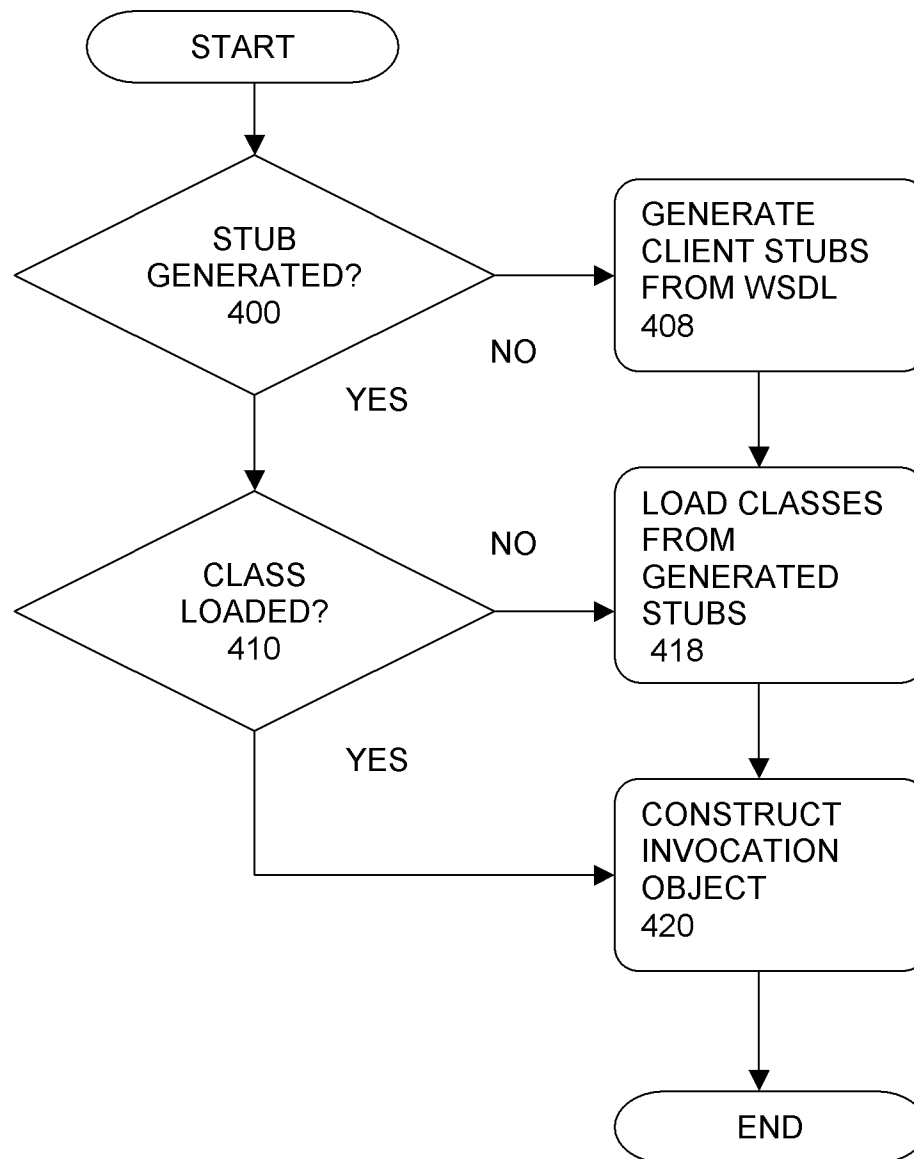 START
STUB
GENERATED?
400
GENERATE
CLIENT STUBS
FROM WSDL
408
NO
YES
CLASS
LOADED?
410
NO
LOAD CLASSES
FROM
GENERATED
STUBS
418
YES
CONSTRUCT
INVOCATION
OBJECT
420
END